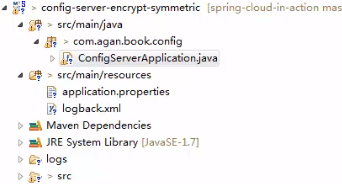 > config-server-encrypt-symmetric [spring-cloud-in-action mas
> src/main/java
> com.agan.book.config
> ConfigServerApplication.java
> src/main/resources
application.properties
logback.xml
Maven Dependencies
JRE System Library [JavaSE-1.7]
logs
> src